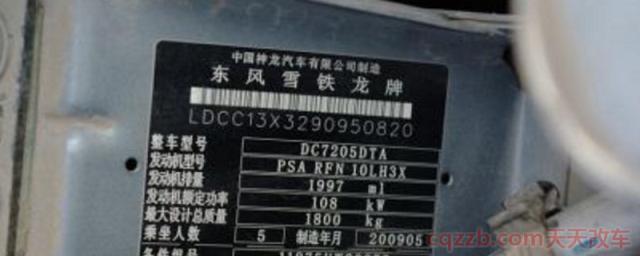 中国神龙汽车有限公司制造
东风雪铁龙牌
LDCC13X3290950820
整车型号 DC7205DTA
发动机型号 PSA RFN 10LH3X
发动机排量 1997 ml
发动机额定功率 108 kW
最大设计总质量 1800 kg
乘坐人数 5 制造年月 200905
cqzzb.com天天改车